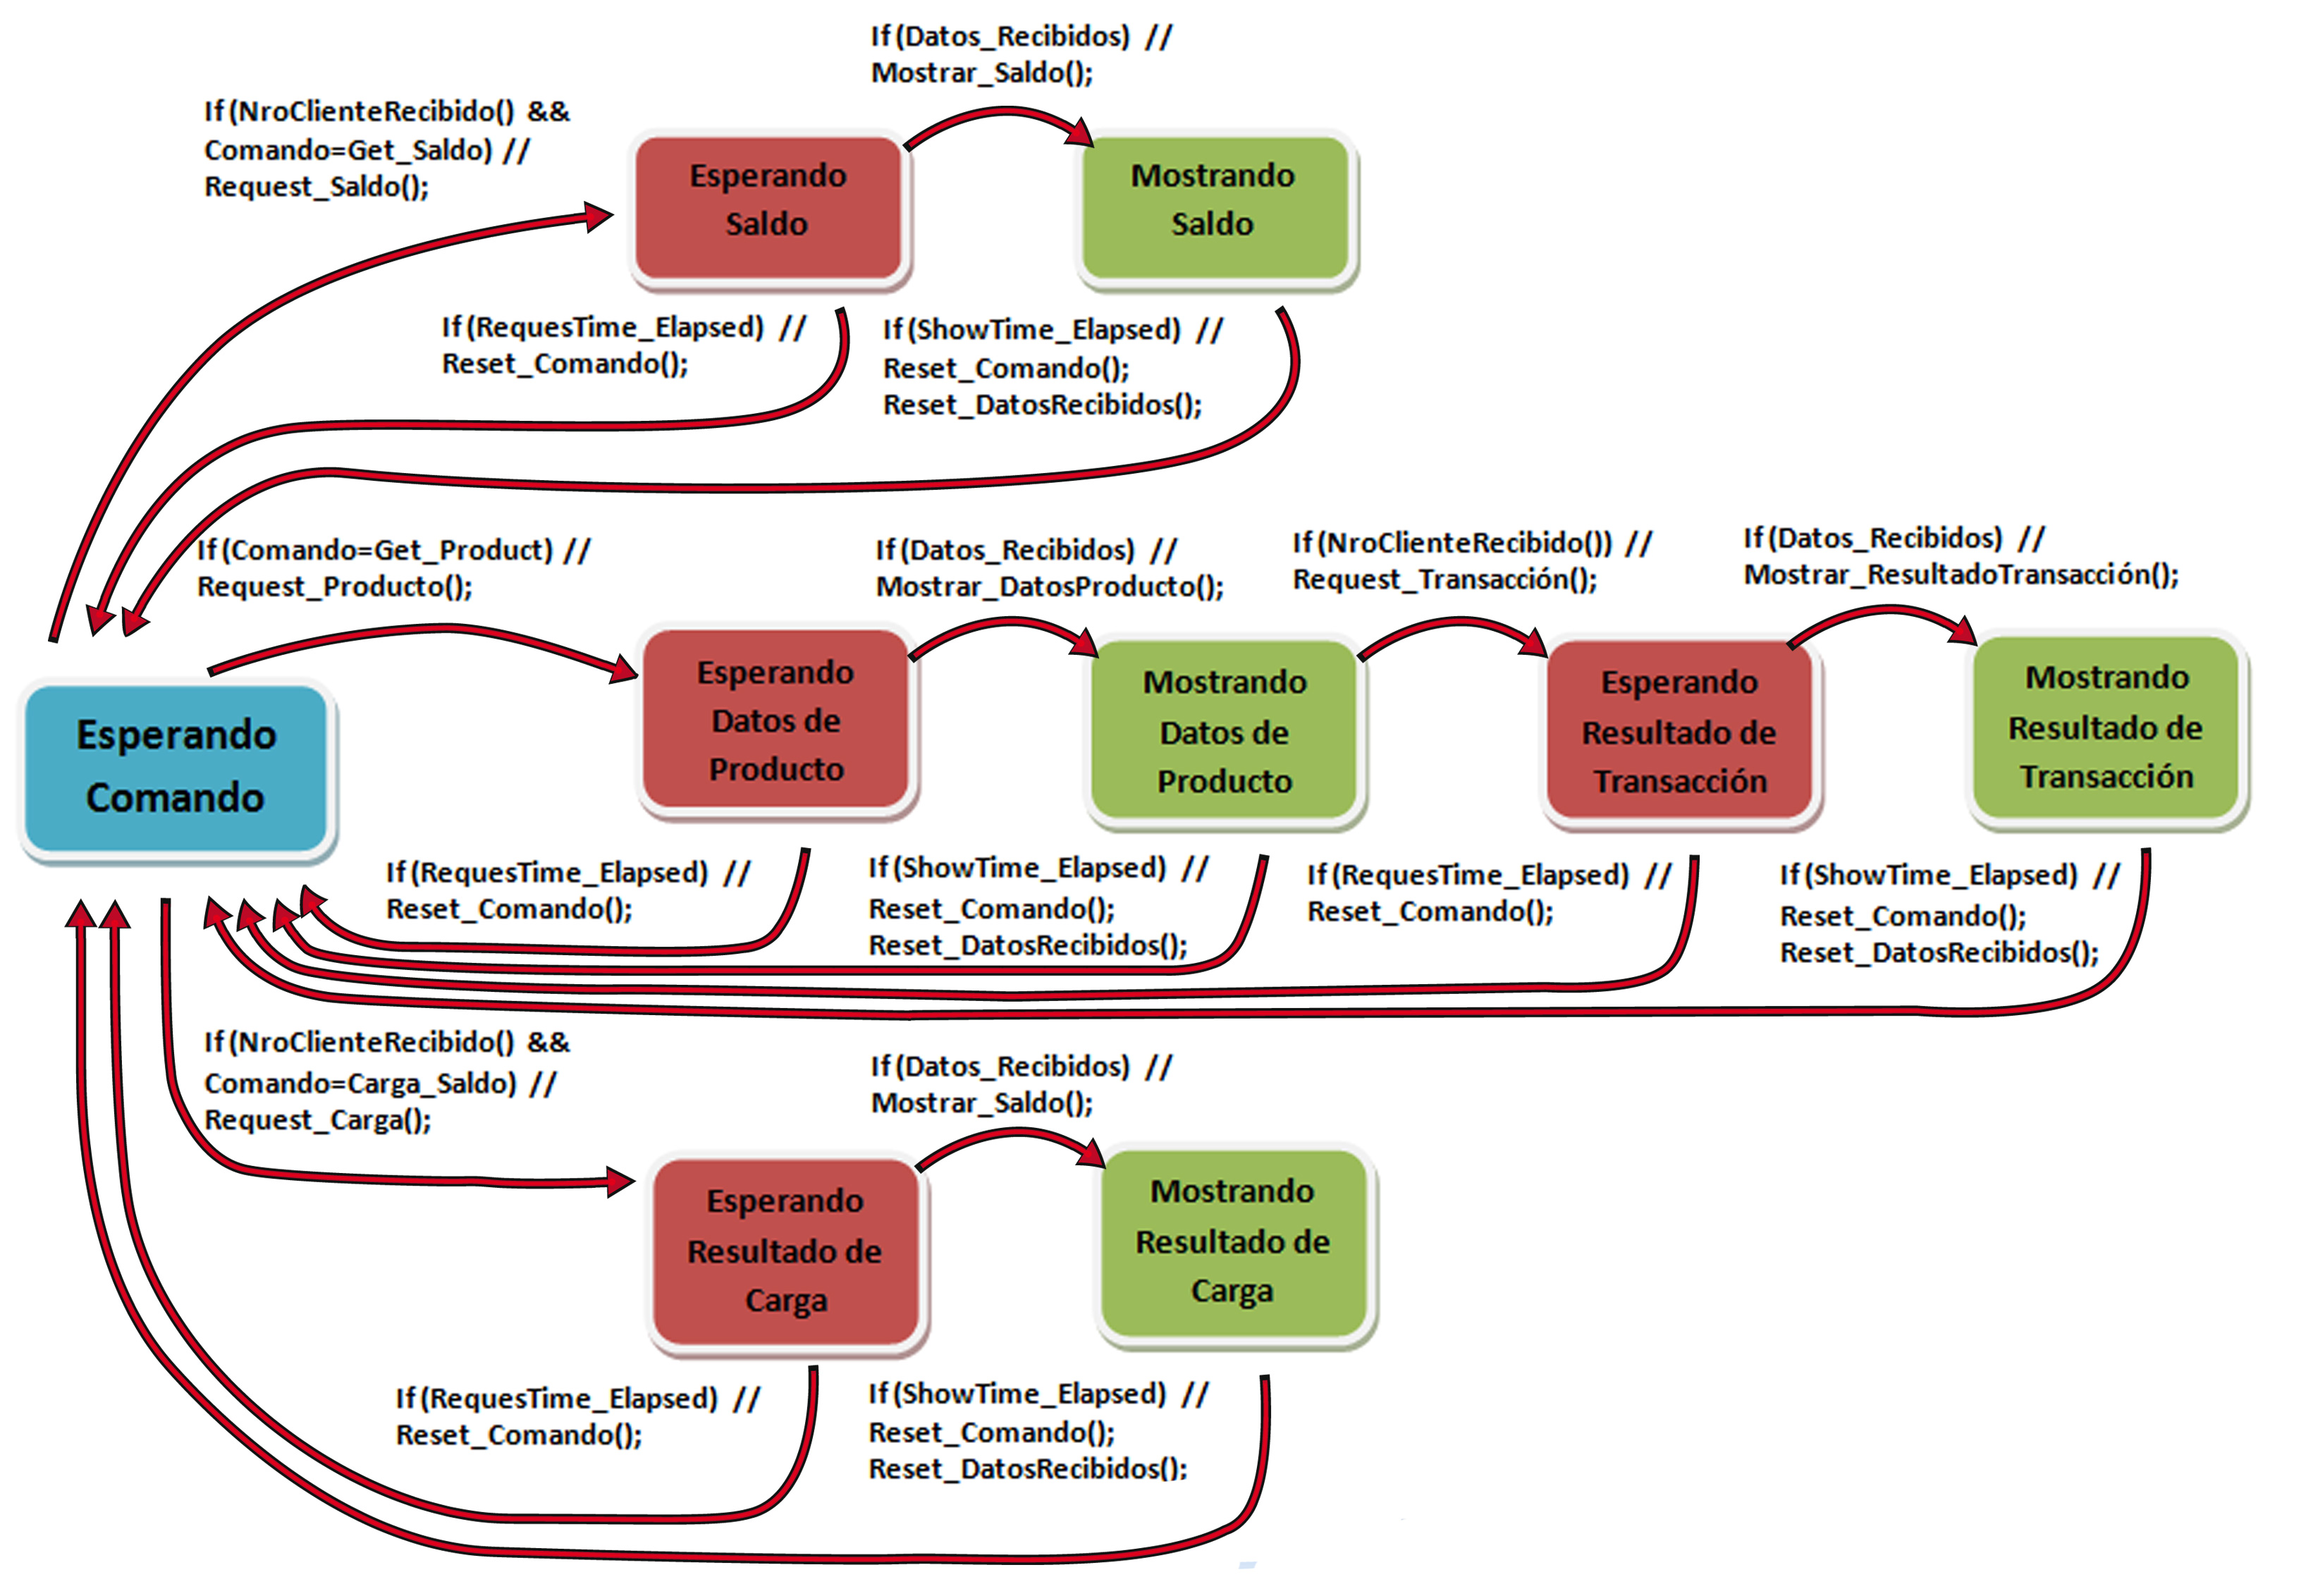 If(Datos_Recibidos) //
Mostrar_Saldo();
If(NroClienteRecibido() &&
Comando=Get_Saldo) //
Request_Saldo();
Esperando
Saldo
Mostrando
Saldo
If(RequesTime_Elapsed) //
Reset_Comando();
If(ShowTime_Elapsed) //
Reset_Comando();
Reset_DatosRecibidos();
If(Comando=Get_Product) //
Request_Producto();
If(Datos_Recibidos) //
Mostrar_DatosProducto();
If(NroClienteRecibido()) //
Request_Transacción();
If(Datos_Recibidos) //
Mostrar_ResultadoTransacción();
Esperando
Comando
Esperando
Datos de
Producto
Mostrando
Datos de
Producto
Esperando
Resultado de
Transacción
Mostrando
Resultado de
Transacción
If(RequesTime_Elapsed) //
Reset_Comando();
If(ShowTime_Elapsed) //
Reset_Comando();
Reset_DatosRecibidos();
If(RequesTime_Elapsed) //
Reset_Comando();
If(ShowTime_Elapsed) //
Reset_Comando();
Reset_DatosRecibidos();
If(NroClienteRecibido() &&
Comando=Carga_Saldo) //
Request_Carga();
If(Datos_Recibidos) //
Mostrar_Saldo();
Esperando
Resultado de
Carga
Mostrando
Resultado de
Carga
If(RequesTime_Elapsed) //
Reset_Comando();
If(ShowTime_Elapsed) //
Reset_Comando();
Reset_DatosRecibidos();